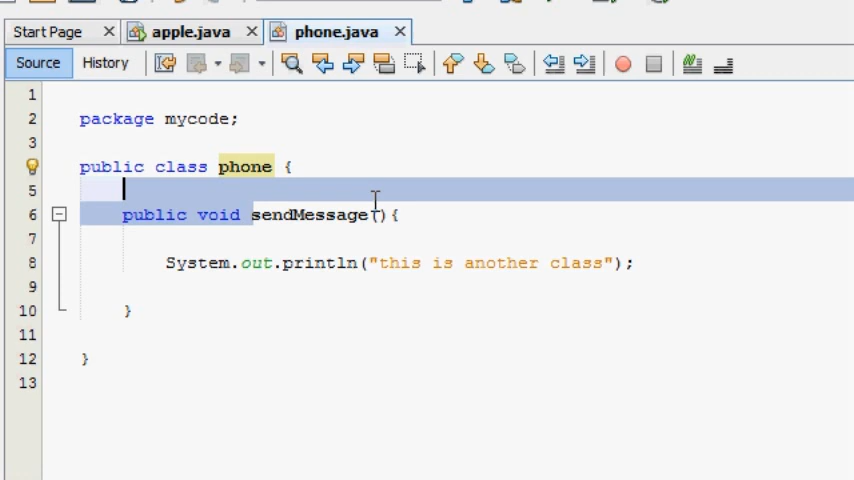 Start Page apple.java phone.java
Source History
1
2 package mycode;
3
public class phone {
5
6 public void sendMessage(){
7
8 System.out.println("this is another class");
9
10 }
11
12 }
13